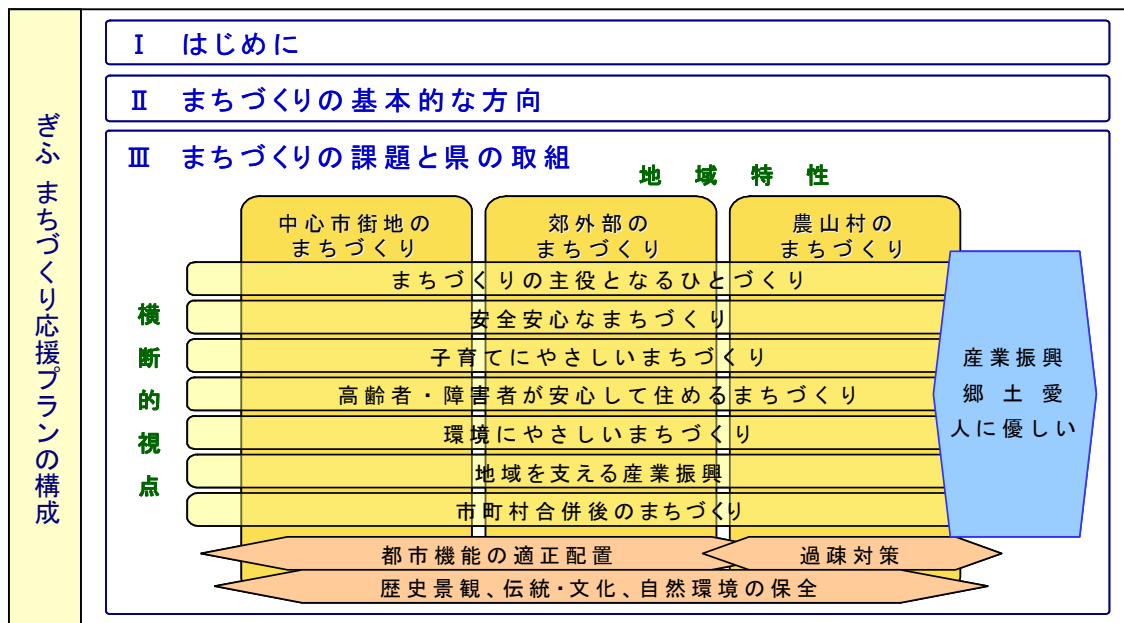 ぎふ まちづくり応援プランの構成
Ⅰ はじめに
Ⅱ まちづくりの基本的な方向
Ⅲ まちづくりの課題と県の取組
地域特性
中心市街地の
まちづくり
郊外部の
まちづくり
農山村の
まちづくり
横断的視点
まちづくりの主役となるひとづくり
安全安心なまちづくり
子育てにやさしいまちづくり
高齢者・障害者が安心して住めるまちづくり
環境にやさしいまちづくり
地域を支える産業振興
市町村合併後のまちづくり
産業振興
郷土愛
人に優しい
都市機能の適正配置
過疎対策
歴史景観、伝統・文化、自然環境の保全